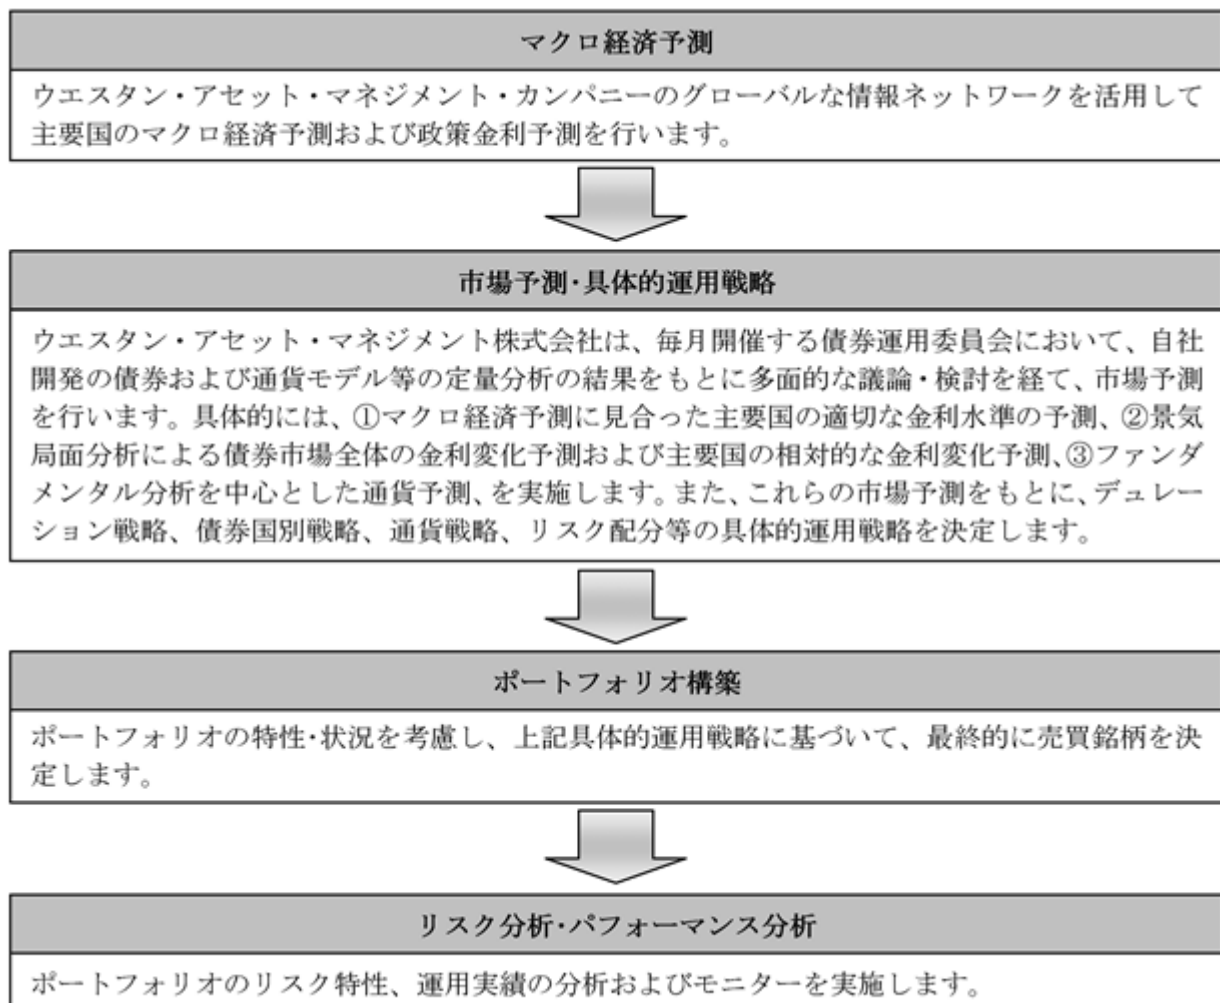 マクロ経済予測
ウエスタン・アセット・マネジメント・カンパニーのグローバルな情報ネットワークを活用して
主要国のマクロ経済予測および政策金利予測を行います。
市場予測･具体的運用戦略
ウエスタン・アセット・マネジメント株式会社は、毎月開催する債券運用委員会において、自社
開発の債券および通貨モデル等の定量分析の結果をもとに多面的な議論・検討を経て、市場予測
を行います。具体的には、①マクロ経済予測に見合った主要国の適切な金利水準の予測、②景気
局面分析による債券市場全体の金利変化予測および主要国の相対的な金利変化予測、③ファンダ
メンタル分析を中心とした通貨予測、を実施します。また、これらの市場予測をもとに、デュレー
ション戦略、債券国別戦略、通貨戦略、リスク配分等の具体的運用戦略を決定します。
ポートフォリオ構築
ポートフォリオの特性･状況を考慮し、上記具体的運用戦略に基づいて、最終的に売買銘柄を決
定します。
リスク分析･パフォーマンス分析
ポートフォリオのリスク特性、運用実績の分析およびモニターを実施します。